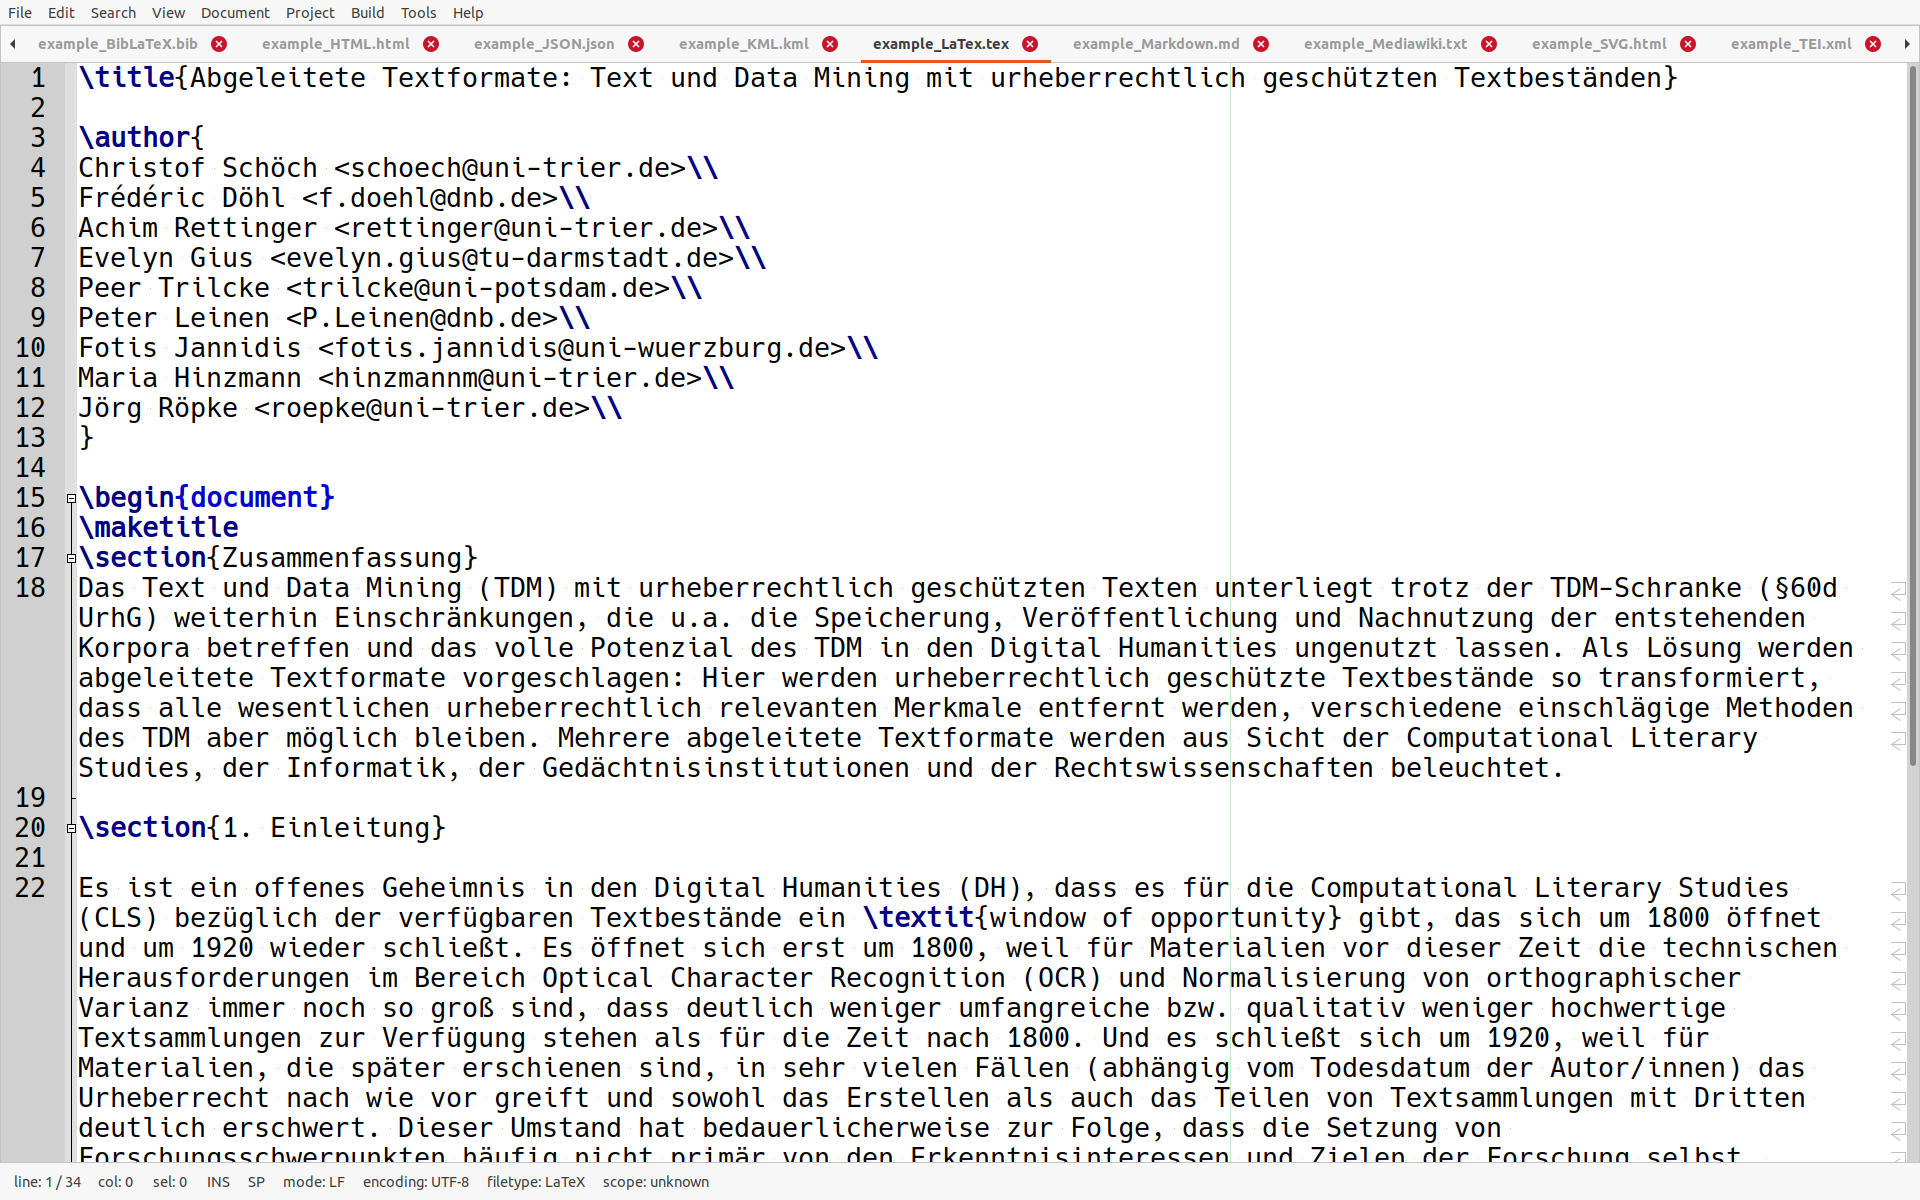 File Edit Search View Document Project Build Tools Help
example_BibLaTeX.bib example_HTML.html example_JSON.json example_KML.kml example_LaTex.tex example_Markdown.md example_Mediawiki.txt example_SVG.html example_TEI.xml
1 \title{Abgeleitete Textformate: Text und Data Mining mit urheberrechtlich geschützten Textbeständen}
2
3 \author{
4 Christof Schöch <schoech@uni-trier.de>\\
5 Frédéric Döhl <f.doehl@dnb.de>\\
6 Achim Rettinger <rettinger@uni-trier.de>\\
7 Evelyn Gius <evelyn.gius@tu-darmstadt.de>\\
8 Peer Trilcke <trilcke@uni-potsdam.de>\\
9 Peter Leinen <P.Leinen@dnb.de>\\
10 Fotis Jannidis <fotis.jannidis@uni-wuerzburg.de>\\
11 Maria Hinzmann <hinzmannm@uni-trier.de>\\
12 Jörg Röpke <roepke@uni-trier.de>\\
13 }
14
15 \begin{document}
16 \maketitle
17 \section{Zusammenfassung}
18 Das Text und Data Mining (TDM) mit urheberrechtlich geschützten Texten unterliegt trotz der TDM-Schranke (§60d
UrhG) weiterhin Einschränkungen, die u.a. die Speicherung, Veröffentlichung und Nachnutzung der entstehenden
Korpora betreffen und das volle Potenzial des TDM in den Digital Humanities ungenutzt lassen. Als Lösung werden
abgeleitete Textformate vorgeschlagen: Hier werden urheberrechtlich geschützte Textbestände so transformiert,
dass alle wesentlichen urheberrechtlich relevanten Merkmale entfernt werden, verschiedene einschlägige Methoden
des TDM aber möglich bleiben. Mehrere abgeleitete Textformate werden aus Sicht der Computational Literary
Studies, der Informatik, der Gedächtnisinstitutionen und der Rechtswissenschaften beleuchtet.
19
20 \section{1. Einleitung}
21
22 Es ist ein offenes Geheimnis in den Digital Humanities (DH), dass es für die Computational Literary Studies
(CLS) bezüglich der verfügbaren Textbestände ein \textit{window of opportunity} gibt, das sich um 1800 öffnet
und um 1920 wieder schließt. Es öffnet sich erst um 1800, weil für Materialien vor dieser Zeit die technischen
Herausforderungen im Bereich Optical Character Recognition (OCR) und Normalisierung von orthographischer
Varianz immer noch so groß sind, dass deutlich weniger umfangreiche bzw. qualitativ weniger hochwertige
Textsammlungen zur Verfügung stehen als für die Zeit nach 1800. Und es schließt sich um 1920, weil für
Materialien, die später erschienen sind, in sehr vielen Fällen (abhängig vom Todesdatum der Autor/innen) das
Urheberrecht nach wie vor greift und sowohl das Erstellen als auch das Teilen von Textsammlungen mit Dritten
deutlich erschwert. Dieser Umstand hat bedauerlicherweise zur Folge, dass die Setzung von
Forschungsschwerpunkten häufig nicht primär von den Erkenntnisinteressen und Zielen der Forschung selbst
line: 1 / 34 col: 0 sel: 0 INS SP mode: LF encoding: UTF-8 filetype: LaTeX scope: unknown